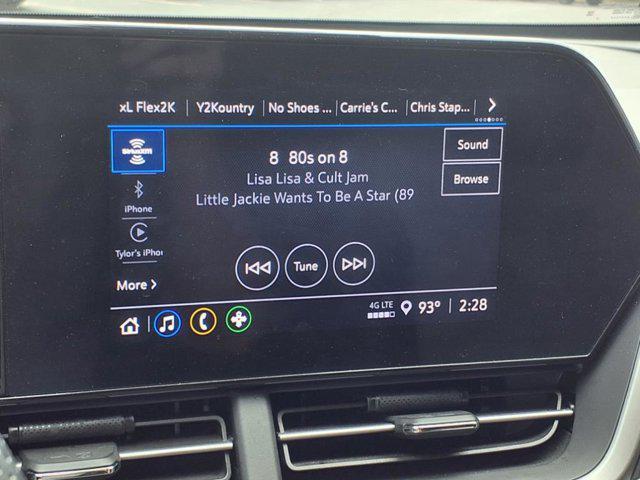 xL Flex2K | Y2Kountry | No Shoes ... | Carrie's C... | Chris Stap... >
SiriusXM
8 80s on 8
Sound
Lisa Lisa & Cult Jam
Browse
Little Jackie Wants To Be A Star (89
iPhone
Tylor's iPho
Tune
More >
4G LTE 93° | 2:28